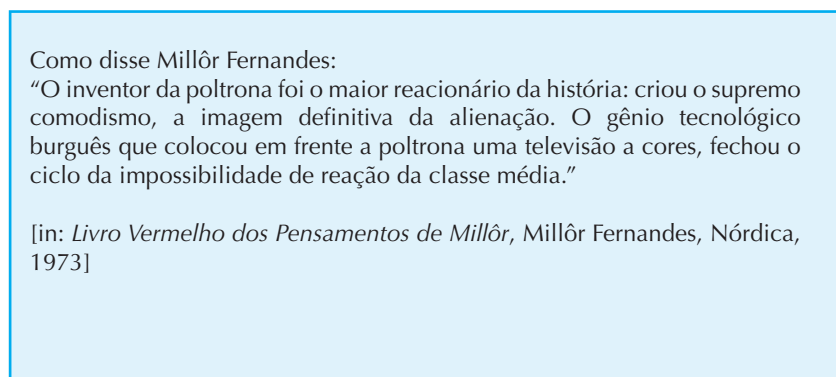 Como disse Millôr Fernandes:
“O inventor da poltrona foi o maior reacionário da história: criou o supremo
comodismo, a imagem definitiva da alienação. O gênio tecnológico
burguês que colocou em frente a poltrona uma televisão a cores, fechou o
ciclo da impossibilidade de reação da classe média.”
[in: Livro Vermelho dos Pensamentos de Millôr, Millôr Fernandes, Nórdica,
1973]